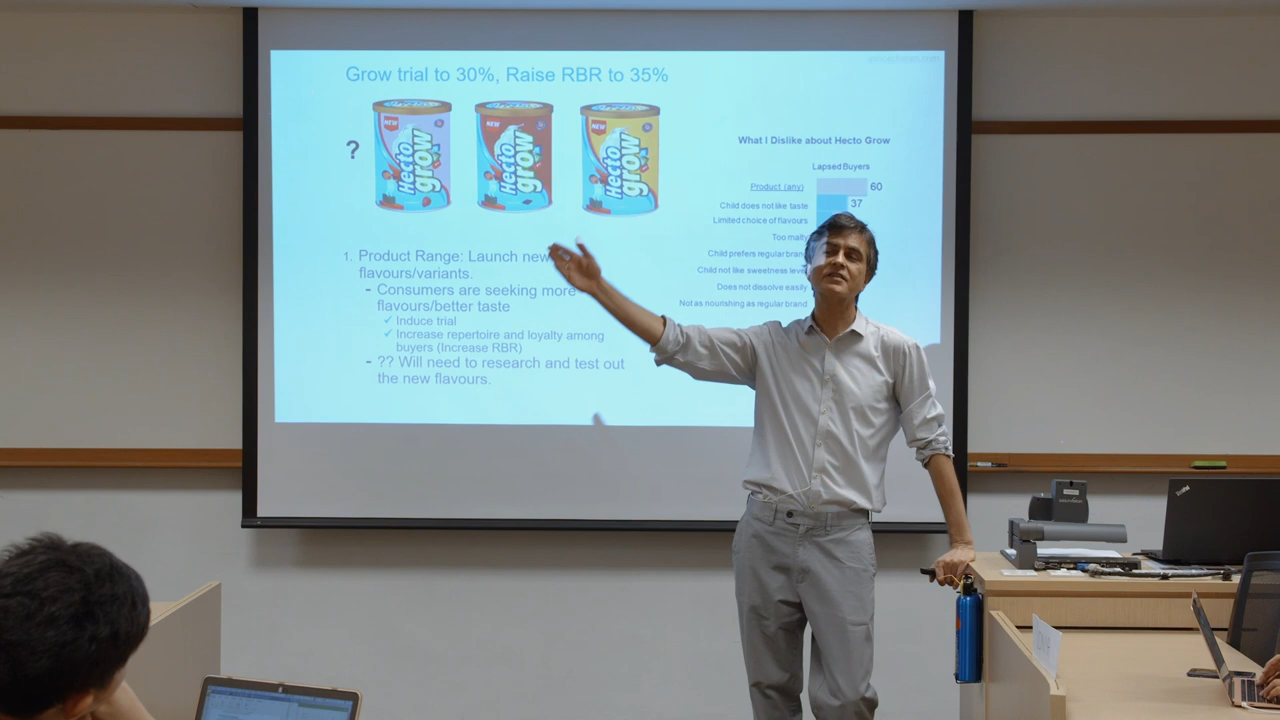 Grow trial to 30%, Raise RBR to 35%
?
NEW
Hecto
grow
NEW
Hecto
grow
NEW
Hecto
grow
1. Product Range: Launch new
flavours/variants.
- Consumers are seeking more
flavours/better taste
✓ Induce trial
✓ Increase repertoire and loyalty among
buyers (Increase RBR)
- ?? Will need to research and test out
the new flavours.
What I Dislike about Hecto Grow
Lapsed Buyers
Product (any) 60
Child does not like taste 37
Limited choice of flavours
Too malty
Child prefers regular brand
Child not like sweetness level
Does not dissolve easily
Not as nourishing as regular brand
ThinkPad